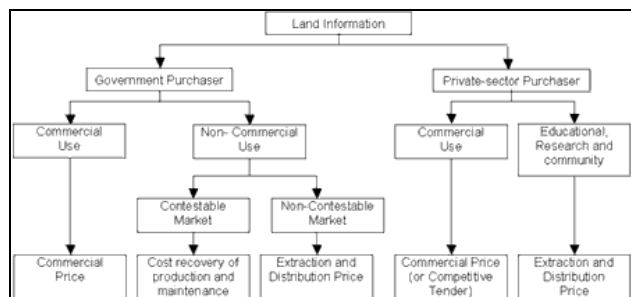 Land Information
Government Purchaser
Private-sector Purchaser
Commercial
Use
Non- Commercial
Use
Commercial
Use
Educational,
Research and
community
Contestable
Market
Non-Contestable
Market
Commercial
Price
Cost recovery of
production and
maintenance
Extraction and
Distribution Price
Commercial Price
(or Competitive
Tender)
Extraction and
Distribution
Price